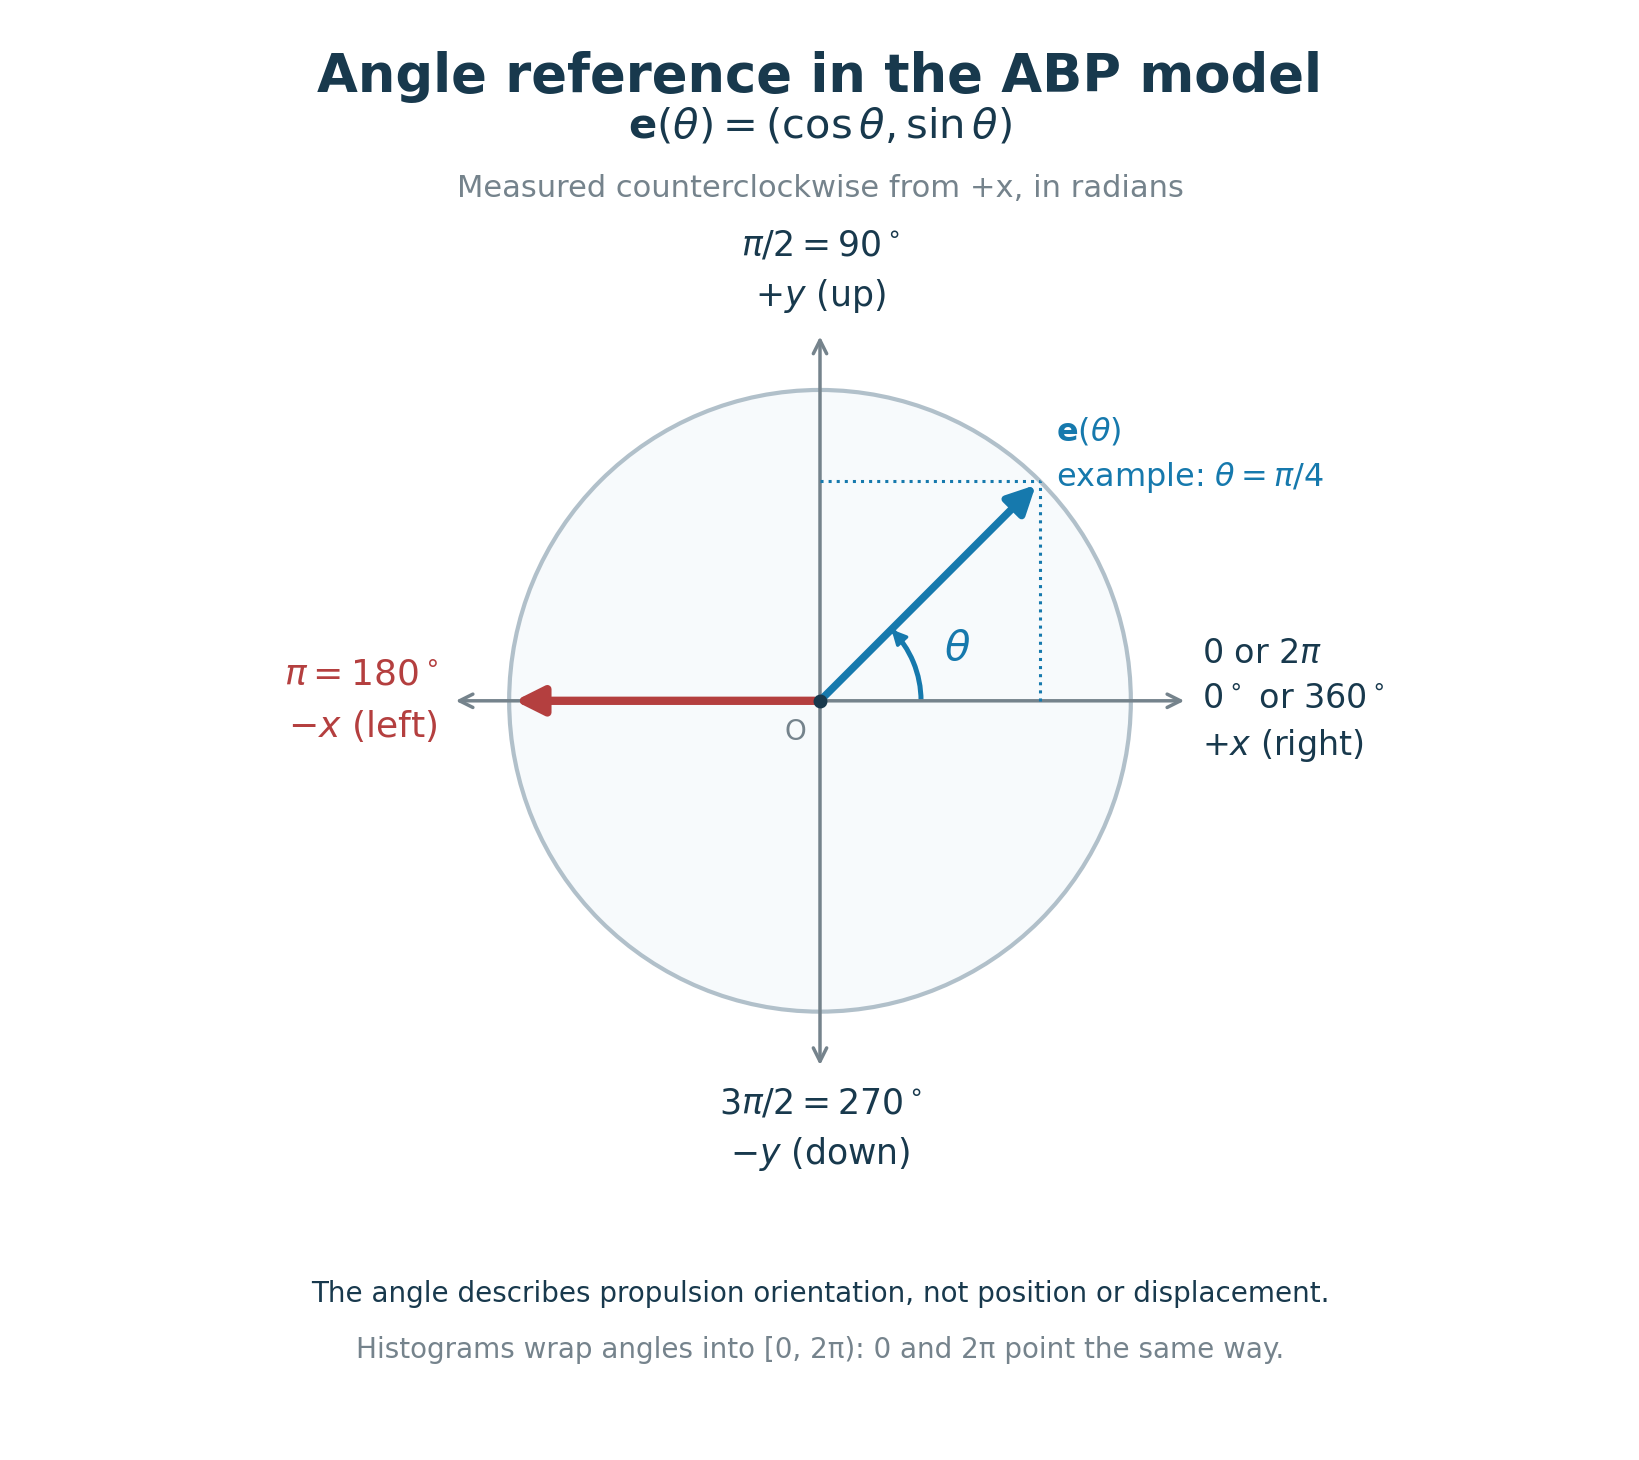 Angle reference in the ABP model
e(θ) = (cos θ, sin θ)
Measured counterclockwise from +x, in radians
π/2 = 90°
+y (up)
e(θ)
example: θ = π/4
θ
π = 180°
−x (left)
O
0 or 2π
0° or 360°
+x (right)
3π/2 = 270°
−y (down)
The angle describes propulsion orientation, not position or displacement.
Histograms wrap angles into [0, 2π): 0 and 2π point the same way.